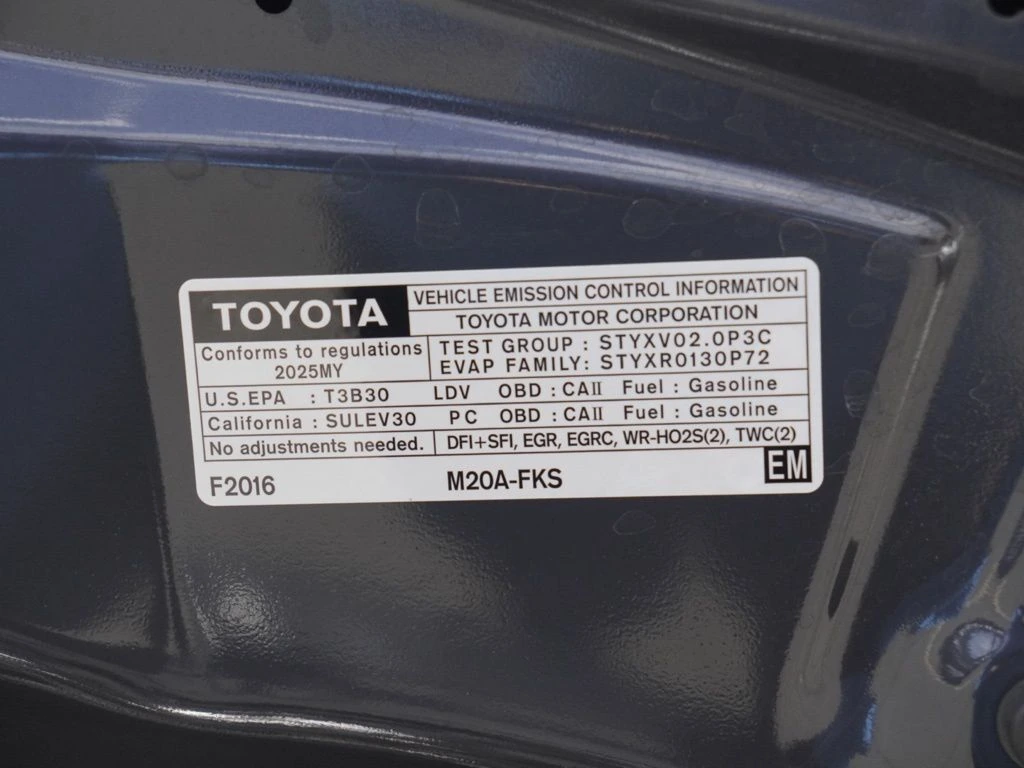 TOYOTA
VEHICLE EMISSION CONTROL INFORMATION
TOYOTA MOTOR CORPORATION
Conforms to regulations
2025MY
TEST GROUP : STYXV02.0P3C
EVAP FAMILY: STYXR0130P72
U.S.EPA : T3B30 LDV OBD : CAII Fuel : Gasoline
California : SULEV30 PC OBD : CAII Fuel : Gasoline
No adjustments needed. DFI+SFI, EGR, EGRC, WR-HO2S(2), TWC(2)
F2016 M20A-FKS EM